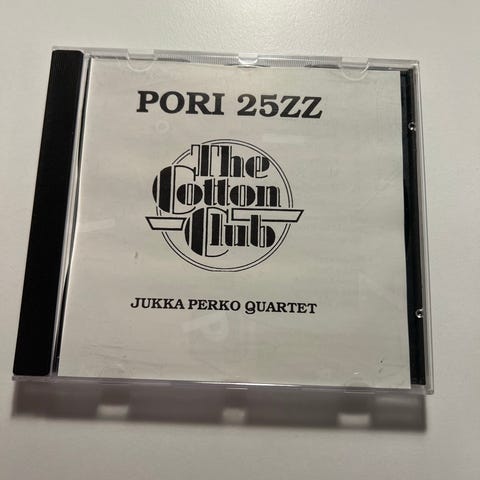 PORI 25ZZ
The
Cotton
Club
JUKKA PERKO QUARTET